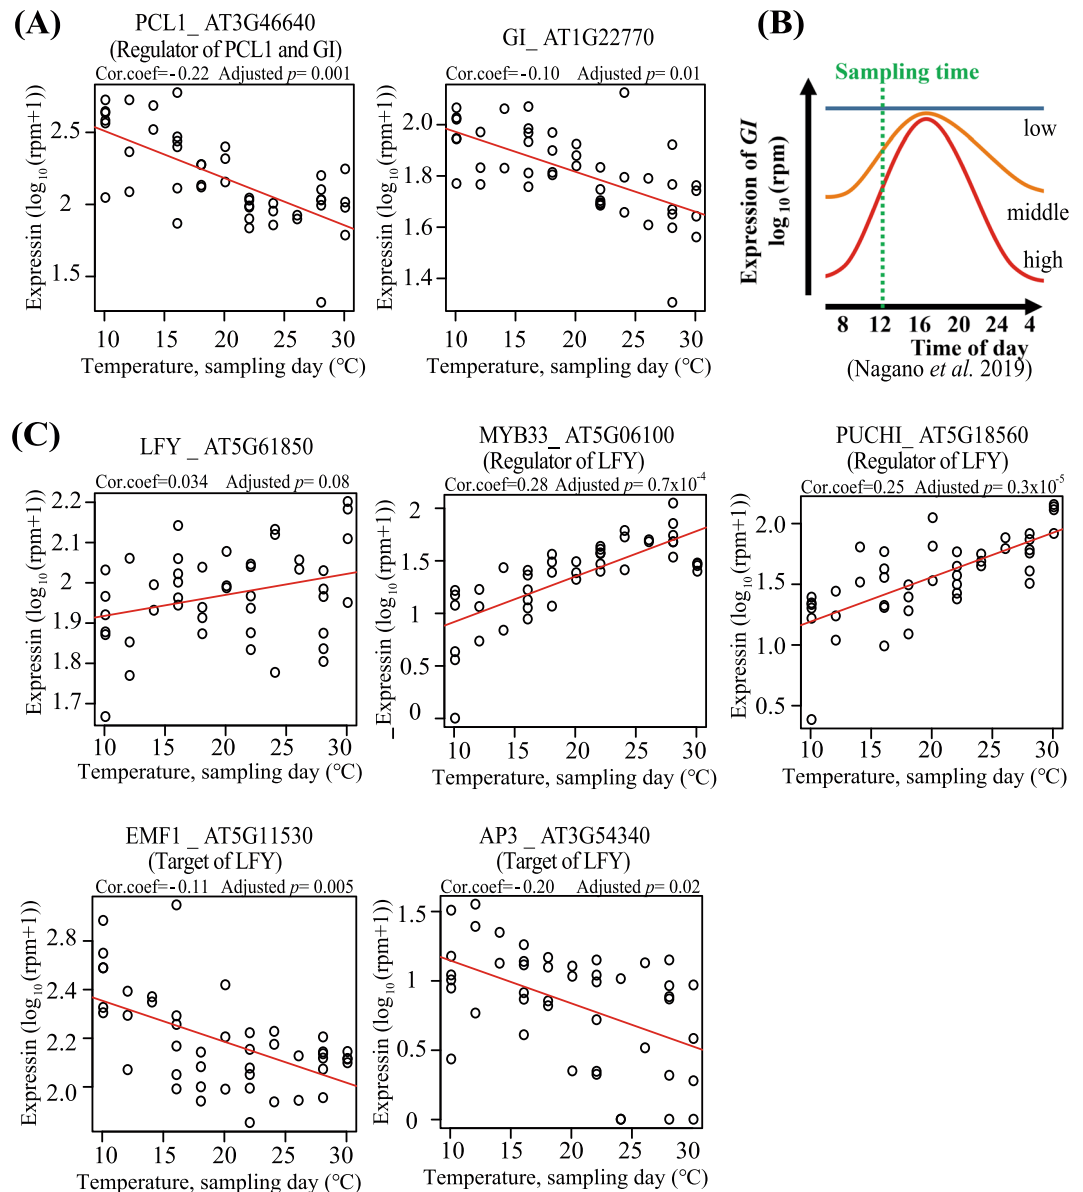 (A)
PCL1_ AT3G46640
(Regulator of PCL1 and GI)
Cor.coef=-0.22 Adjusted p= 0.001
Expressin (log10 (rpm+1))
2.5
2
1.5
10 15 20 25 30
Temperature, sampling day (°C)
GI_ AT1G22770
Cor.coef=-0.10 Adjusted p= 0.01
Expressin (log10 (rpm+1))
2.0
1.8
1.6
1.4
10 15 20 25 30
Temperature, sampling day (°C)
(B)
Sampling time
Expression of GI
log10 (rpm)
low
middle
high
8 12 16 20 24 4
Time of day
(Nagano et al. 2019)
(C)
LFY _ AT5G61850
Cor.coef=0.034 Adjusted p= 0.08
Expressin (log10 (rpm+1))
2.2
2.1
2
1.9
1.8
1.7
10 15 20 25 30
Temperature, sampling day (°C)
MYB33_ AT5G06100
(Regulator of LFY)
Cor.coef=0.28 Adjusted p= 0.7x10-4
Expressin (log10 (rpm+1))
2
1.5
1
0.5
0
10 15 20 25 30
Temperature, sampling day (°C)
PUCHI_ AT5G18560
(Regulator of LFY)
Cor.coef=0.25 Adjusted p= 0.3x10-5
Expressin (log10 (rpm+1))
2.0
1.5
1.0
0.5
10 15 20 25 30
Temperature, sampling day (°C)
EMF1 _ AT5G11530
(Target of LFY)
Cor.coef=-0.11 Adjusted p= 0.005
Expressin (log10 (rpm+1))
2.8
2.4
2.2
2.0
10 15 20 25 30
Temperature, sampling day (°C)
AP3 _ AT3G54340
(Target of LFY)
Cor.coef=-0.20 Adjusted p= 0.02
Expressin (log10 (rpm+1))
1.5
1
0.5
0
10 15 20 25 30
Temperature, sampling day (°C)